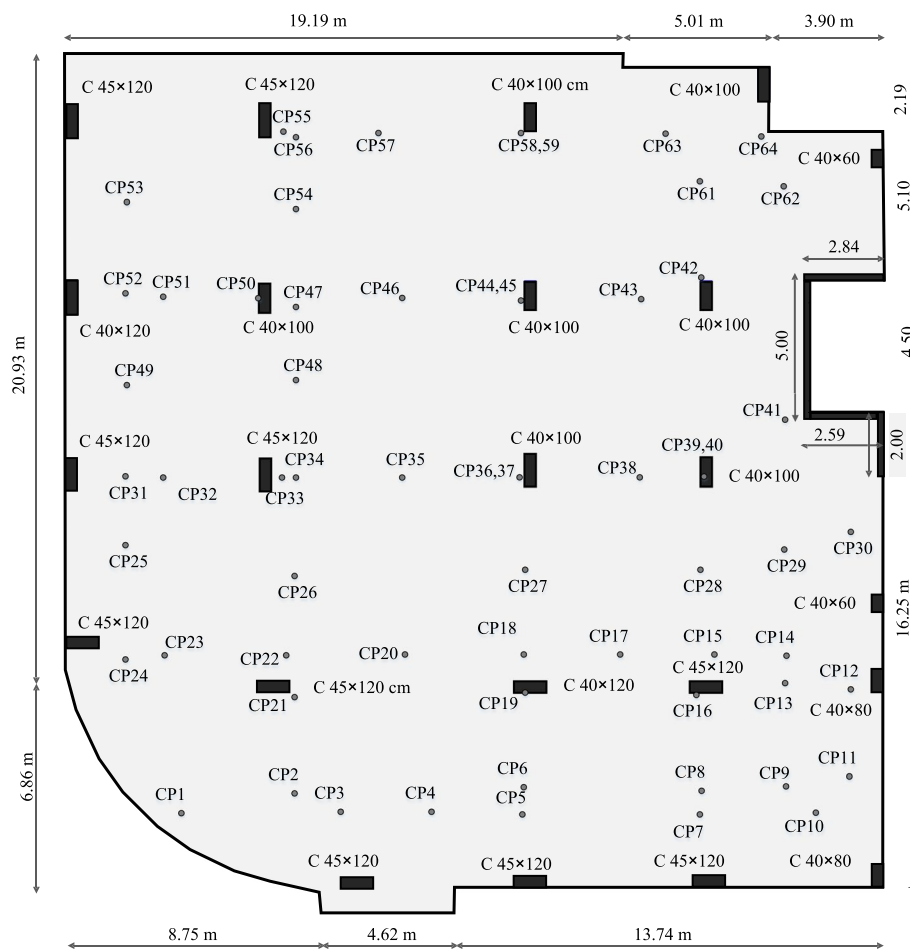 19.19 m
5.01 m
3.90 m
C 45×120
C 45×120
C 40×100 cm
C 40×100
2.19
CP55
CP56
CP57
CP58,59
CP63
CP64
C 40×60
CP53
CP54
CP61
CP62
5.10
2.84
CP52
CP51
CP50
CP47
CP46
CP44,45
CP43
CP42
C 40×120
C 40×100
C 40×100
C 40×100
5.00
20.93 m
CP49
CP48
CP41
2.59
2.00
C 45×120
C 45×120
C 40×100
CP39,40
CP34
CP35
CP36,37
CP38
C 40×100
CP31
CP32
CP33
CP25
CP26
CP27
CP28
CP29
CP30
C 40×60
16.25 m
C 45×120
CP23
CP24
CP22
CP20
CP18
CP17
CP15
CP14
C 45×120
CP12
C 45×120 cm
C 40×120
CP21
CP19
CP16
CP13
C 40×80
6.86 m
CP1
CP2
CP3
CP4
CP6
CP5
CP8
CP7
CP9
CP10
CP11
C 45×120
C 45×120
C 45×120
C 40×80
8.75 m
4.62 m
13.74 m